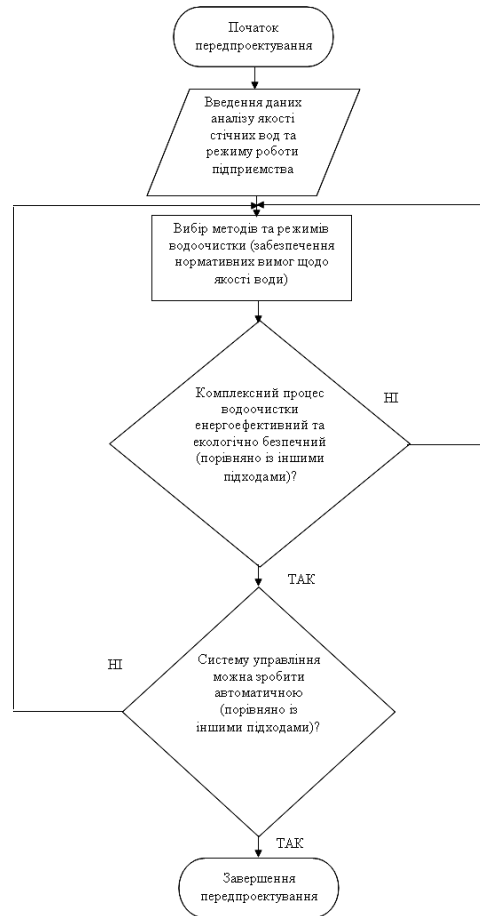 Початок
передпроектування
Введення даних
аналізу якості
стічних вод та
режиму роботи
підприємства
Вибір методів та режимів
водоочистки (забезпечення
нормативних вимог щодо
якості води)
Комплексний процес
водоочистки
енергоефективний та
екологічно безпечний
(порівняно із іншими
підходами)?
НІ
ТАК
НІ
Систему управління
можна зробити
автоматичною
(порівняно із
іншими підходами)?
ТАК
Завершення
передпроектування